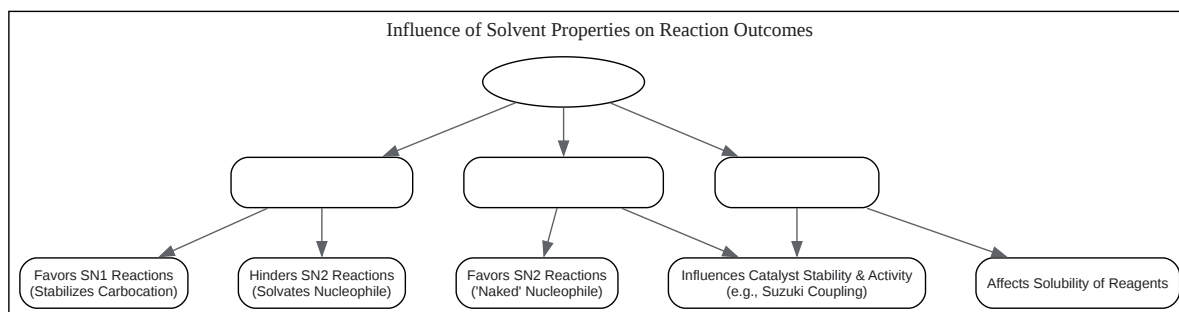 Influence of Solvent Properties on Reaction Outcomes
Favors SN1 Reactions
(Stabilizes Carbocation)
Hinders SN2 Reactions
(Solvates Nucleophile)
Favors SN2 Reactions
('Naked' Nucleophile)
Influences Catalyst Stability & Activity
(e.g., Suzuki Coupling)
Affects Solubility of Reagents